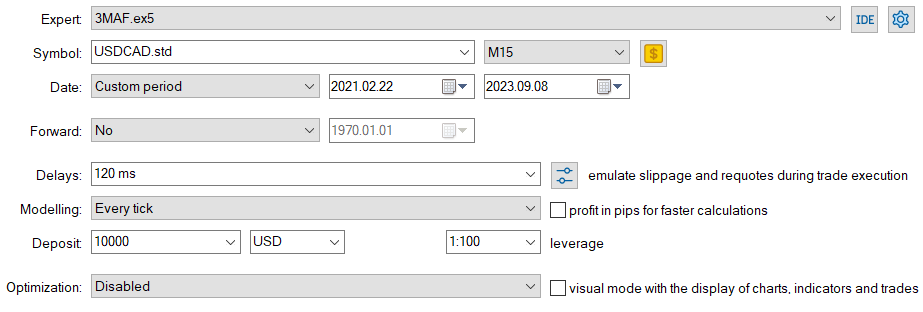 Expert: 3MAF.ex5 IDE
Symbol: USDCAD.std M15 $
Date: Custom period 2021.02.22 2023.09.08
Forward: No 1970.01.01
Delays: 120 ms emulate slippage and requotes during trade execution
Modelling: Every tick profit in pips for faster calculations
Deposit: 10000 USD 1:100 leverage
Optimization: Disabled visual mode with the display of charts, indicators and trades